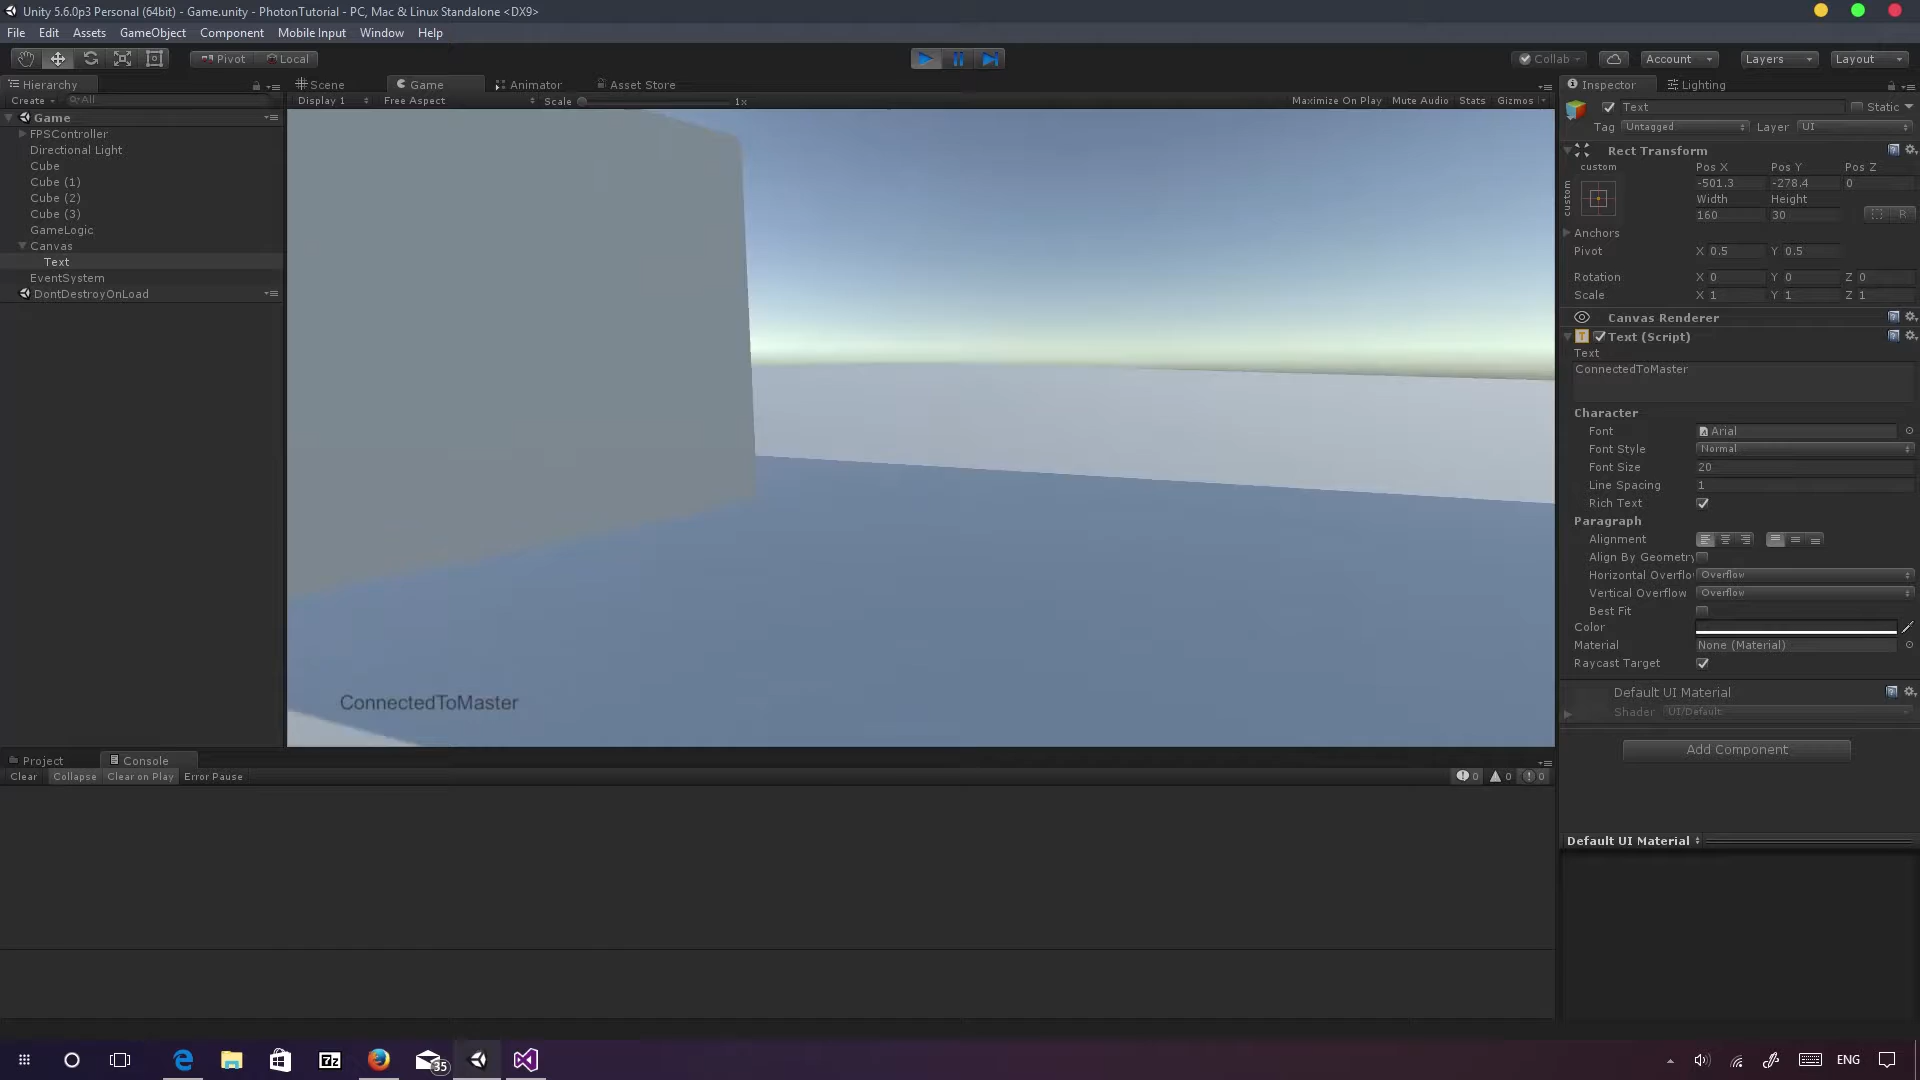 Unity 5.6.0p3 Personal (64bit) - Game.unity - PhotonTutorial - PC, Mac & Linux Standalone <DX9>
File Edit Assets GameObject Component Mobile Input Window Help
Pivot Local Collab Account Layers Layout
Hierarchy
Create All
Game
FPSController
Directional Light
Cube
Cube (1)
Cube (2)
Cube (3)
GameLogic
Canvas
Text
EventSystem
DontDestroyOnLoad
Scene Game Animator Asset Store
Display 1 Free Aspect Scale 1x Maximize On Play Mute Audio Stats Gizmos
ConnectedToMaster
Project Console
Clear Collapse Clear on Play Error Pause 0 0 0
Inspector Lighting
Text Static
Tag Untagged Layer UI
Rect Transform
custom Pos X Pos Y Pos Z
custom -501.3 -278.4 0
Width Height
160 30 R
Anchors
Pivot X 0.5 Y 0.5
Rotation X 0 Y 0 Z 0
Scale X 1 Y 1 Z 1
Canvas Renderer
T Text (Script)
Text
ConnectedToMaster
Character
Font Arial
Font Style Normal
Font Size 20
Line Spacing 1
Rich Text
Paragraph
Alignment
Align By Geometry
Horizontal Overflo Overflow
Vertical Overflow Overflow
Best Fit
Color
Material None (Material)
Raycast Target
Default UI Material
Shader UI/Default
Add Component
Default UI Material
7z 35 ENG